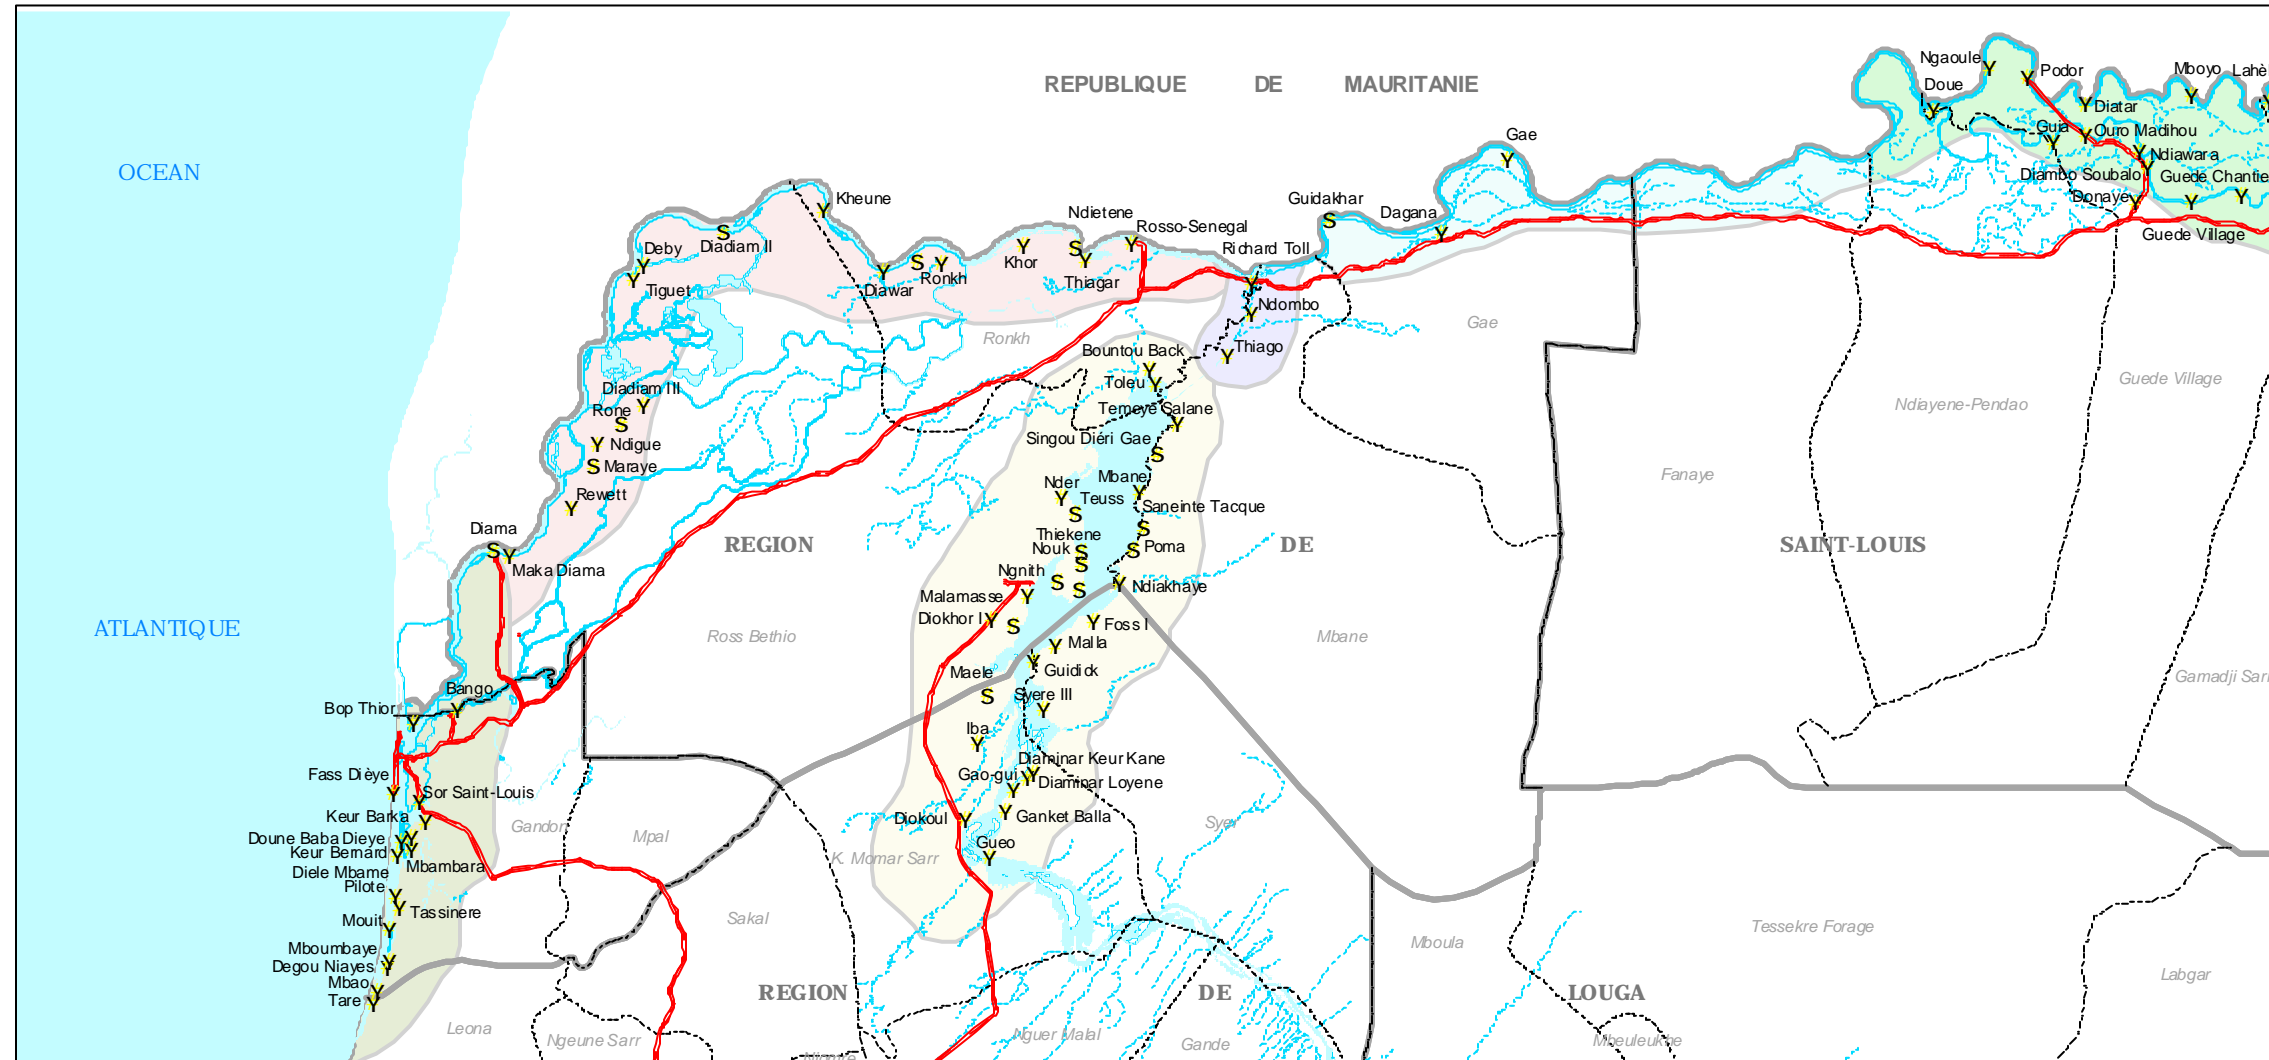 REPUBLIQUE DE MAURITANIE
OCEAN
ATLANTIQUE
Ngaoule
Podor
Mboyo
Doue
Diatar
Guia
Ouro Madihou
Ndiawara
Diambo Soubalo
Guede Chantie
Donaye
Guede Village
Gae
Guidakhar
Dagana
Kheune
Ndietene
Rosso-Senegal
Richard Toll
Diadiam II
Deby
Tiguet
Diawar
Ronkh
Khor
Thiagar
Ndombo
Thiago
Ronkh
Gae
Bountou Back
Toleu
Guede Village
Ndiayene-Pendao
Diadiam III
Rone
Ndigue
Maraye
Rewett
Temeye Salane
Singou Diéri Gae
Mbane
Nder
Teuss
Saneinte Tacque
Fanaye
Diama
Maka Diama
REGION DE SAINT-LOUIS
Thiekene
Nouk
Poma
Ngnith
Ndiakhaye
Malamasse
Diokhor I
Foss I
Ross Bethio
Mbane
Malla
Maele
Guidick
Gamadji Sarr
Bango
Bop Thior
Syere III
Iba
Diaminar Keur Kane
Gao-gui
Diaminar Loyene
Fass Dièye
Sor Saint-Louis
Keur Barka
Gandon
Mpal
Djokoul
Ganket Balla
Syer
Doune Baba Dieye
Keur Bernard
Mbambara
Gueo
K. Momar Sarr
Diele Mbame
Pilote
Tassinere
Mouit
Sakal
Mboula
Tessekre Forage
Mboumbaye
Degou Niayes
Mbao
Tare
Labgar
REGION DE LOUGA
Leona
Ngeune Sarr
Nguer Malal
Gande
Mbeuleukhe